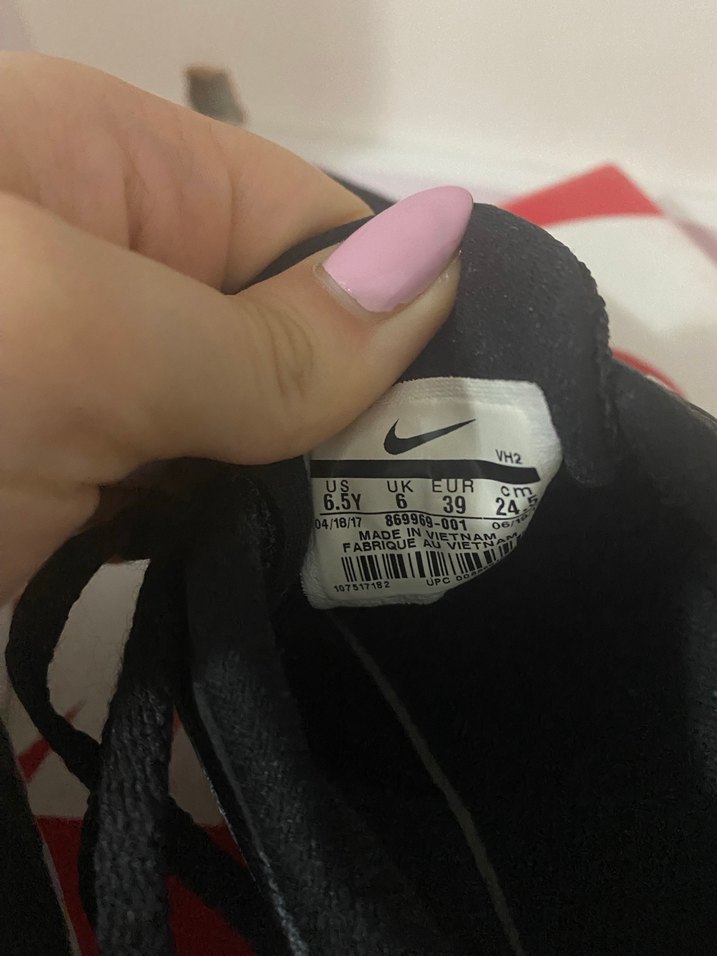 VH2
US UK EUR cm
6.5Y 6 39 24.5
04/18/17 869969-001
MADE IN VIETNAM
FABRIQUE AU VIETNAM
107517182 UPC